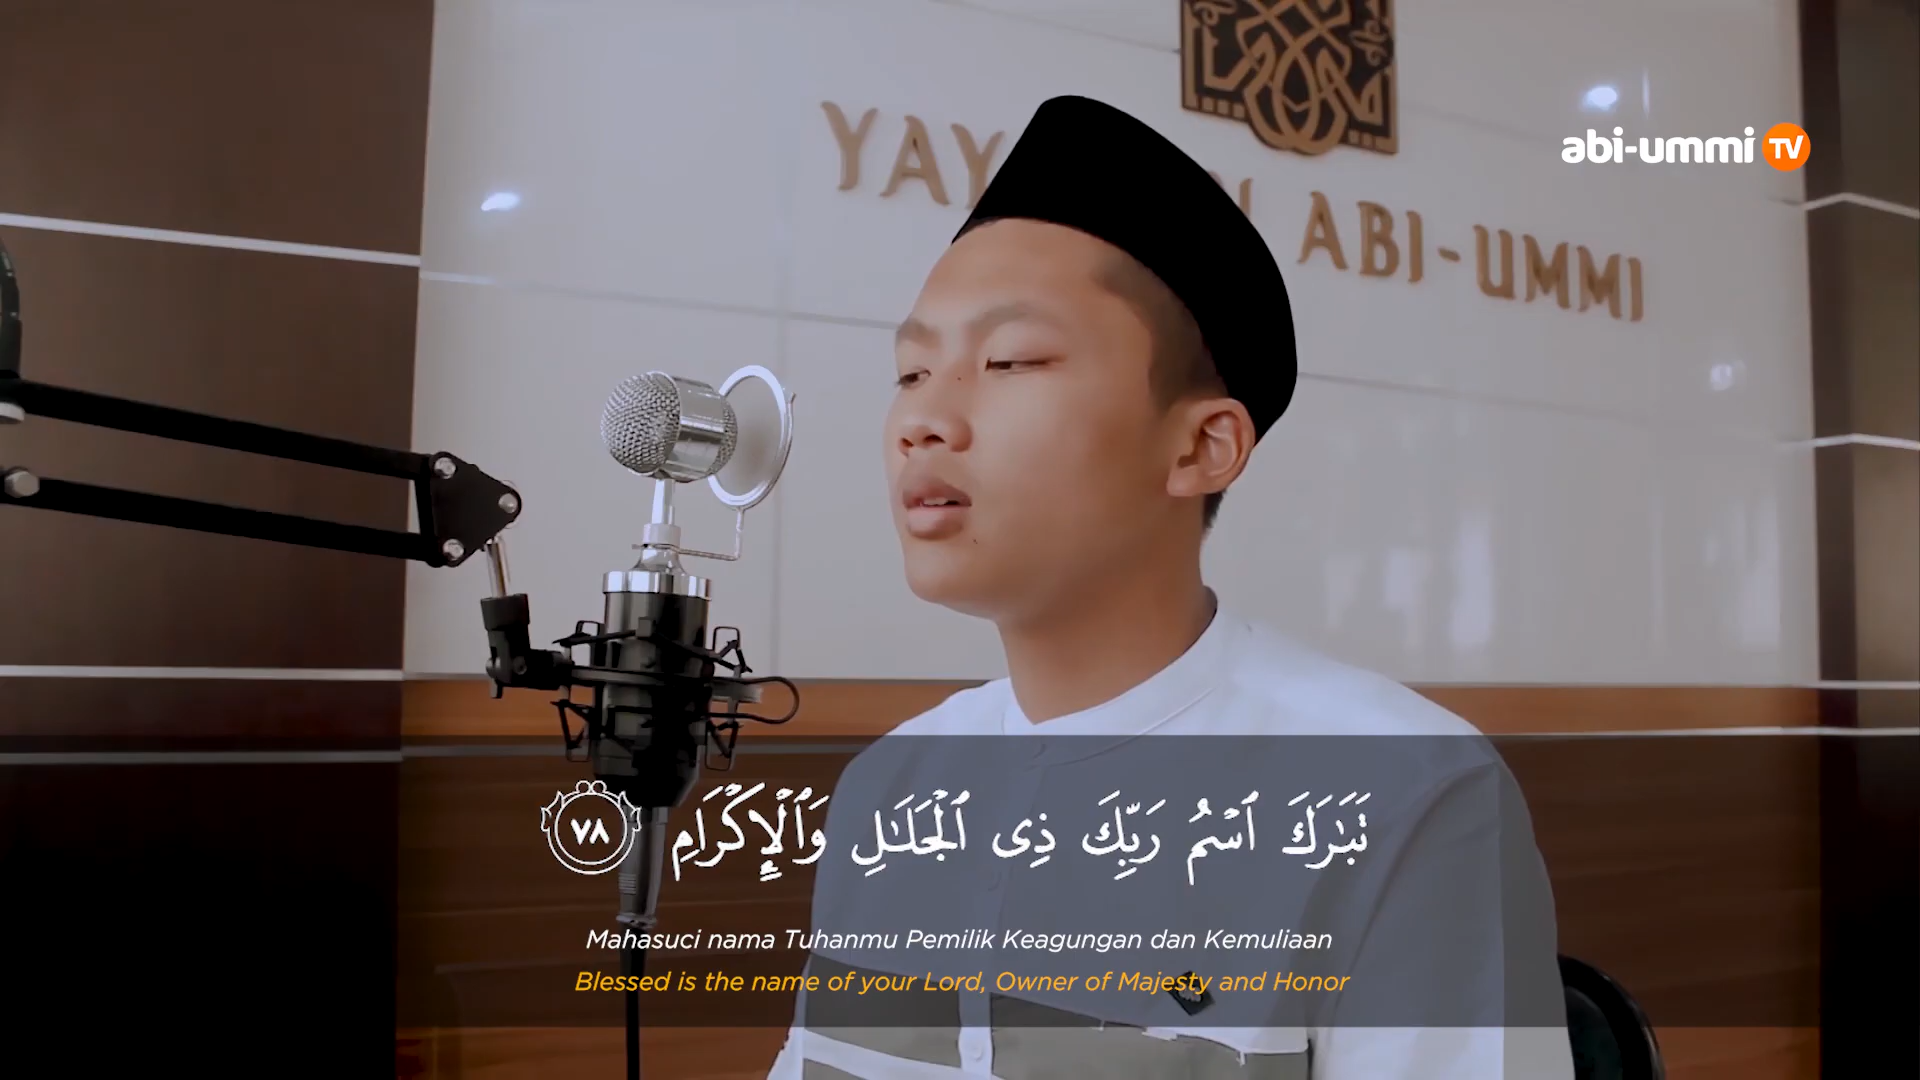 YAY ABI-UMMI
abi-ummi TV
تَبَٰرَكَ ٱسْمُ رَبِّكَ ذِى ٱلْجَلَٰلِ وَٱلْإِكْرَامِ ٧٨
Mahasuci nama Tuhanmu Pemilik Keagungan dan Kemuliaan
Blessed is the name of your Lord, Owner of Majesty and Honor